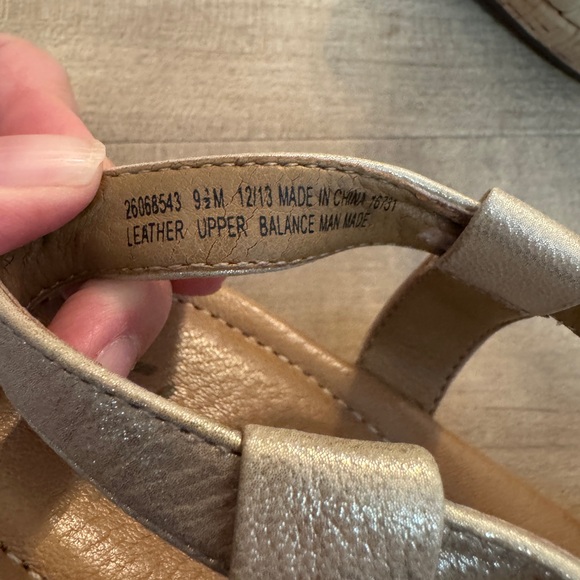 26068543 9½M 12/13 MADE IN CHINA 16731
LEATHER UPPER BALANCE MAN MADE